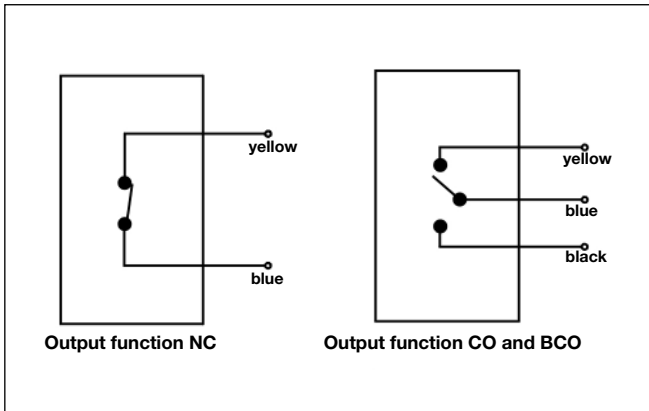 yellow
blue
Output function NC
yellow
blue
black
Output function CO and BCO